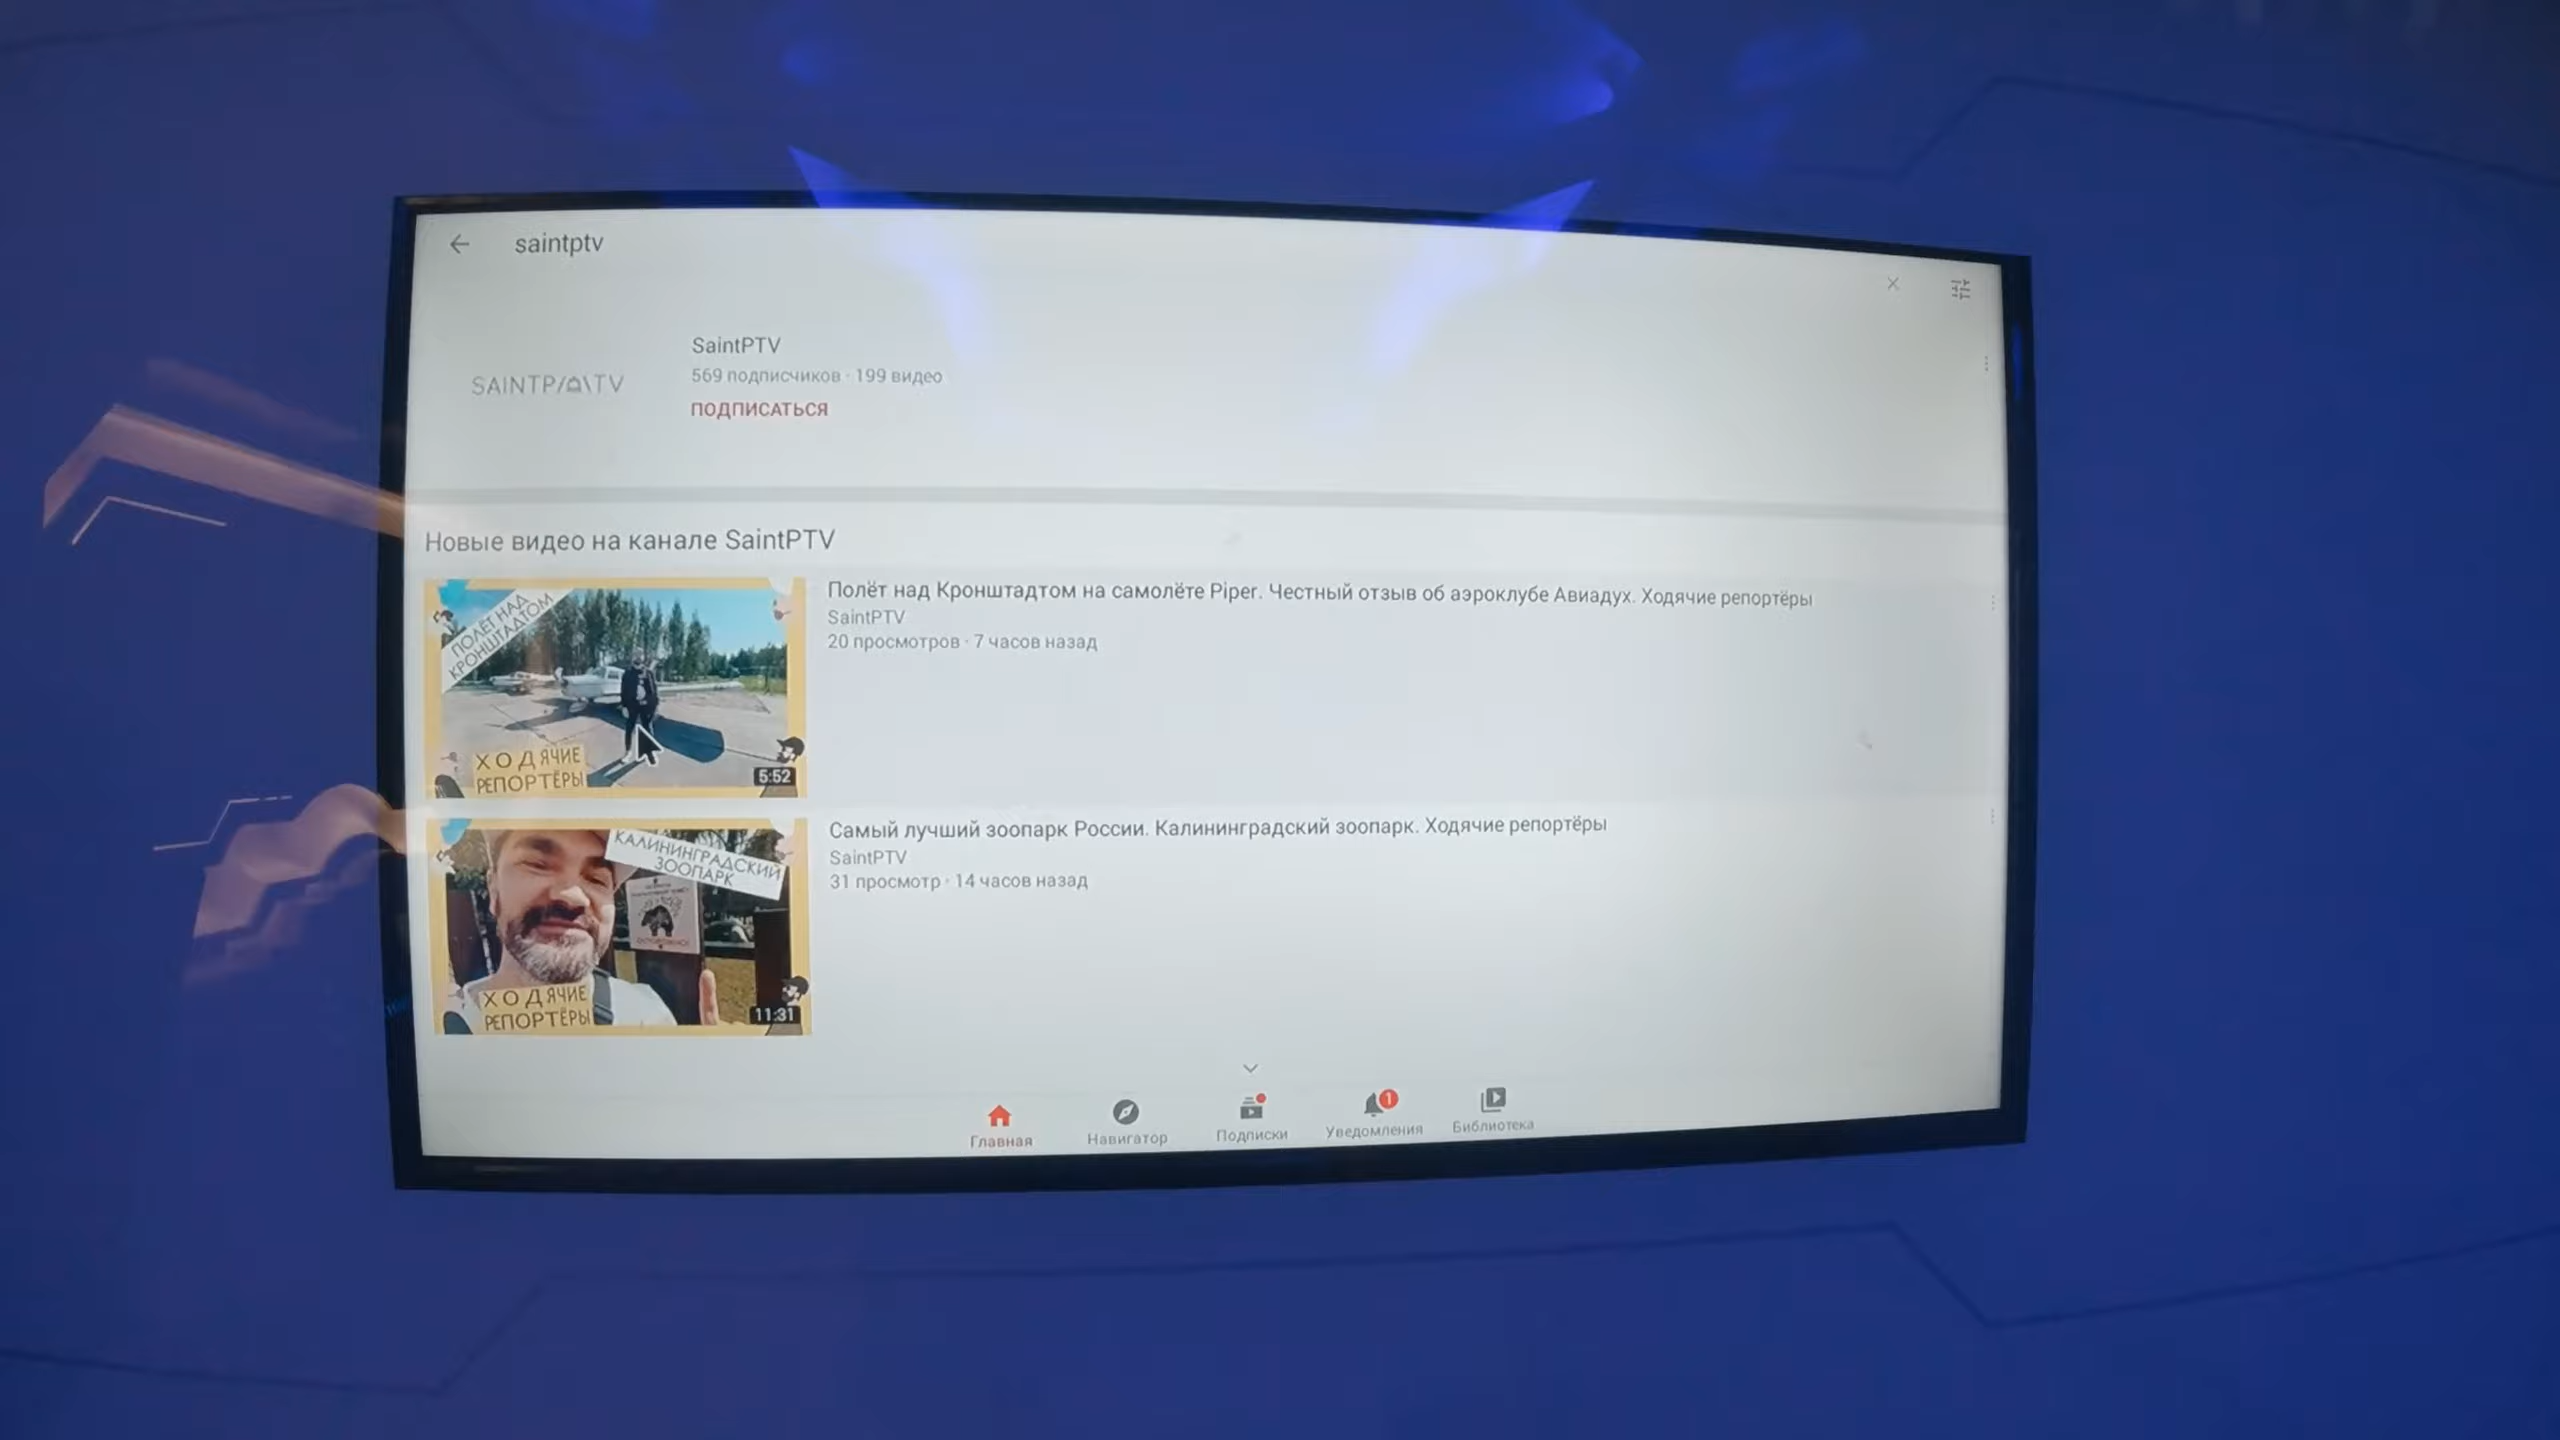 saintptv
SaintPTV
569 подписчиков · 199 видео
SAINTP/\TV
ПОДПИСАТЬСЯ
Новые видео на канале SaintPTV
ПОЛЁТ НАД
КРОНШТАДТОМ
ХОДЯЧИЕ
РЕПОРТЁРЫ
5:52
Полёт над Кронштадтом на самолёте Piper. Честный отзыв об аэроклубе Авиадух. Ходячие репортёры
SaintPTV
20 просмотров · 7 часов назад
КАЛИНИНГРАДСКИЙ
ЗООПАРК
ХОДЯЧИЕ
РЕПОРТЁРЫ
11:31
Самый лучший зоопарк России. Калининградский зоопарк. Ходячие репортёры
SaintPTV
31 просмотр · 14 часов назад
1
Главная
Навигатор
Подписки
Уведомления
Библиотека